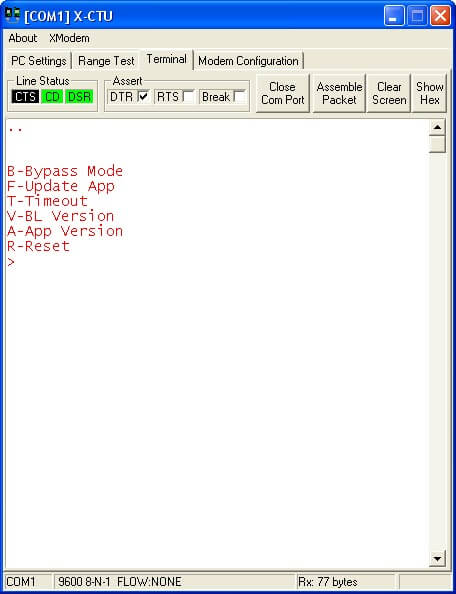 [COM1] X-CTU
About XModem
PC Settings Range Test Terminal Modem Configuration
Line Status Assert
CTS CD DSR DTR RTS Break
Close Com Port Assemble Packet Clear Screen Show Hex
..
B-Bypass Mode
F-Update App
T-Timeout
V-BL Version
A-App Version
R-Reset
>
COM1 9600 8-N-1 FLOW:NONE Rx: 77 bytes